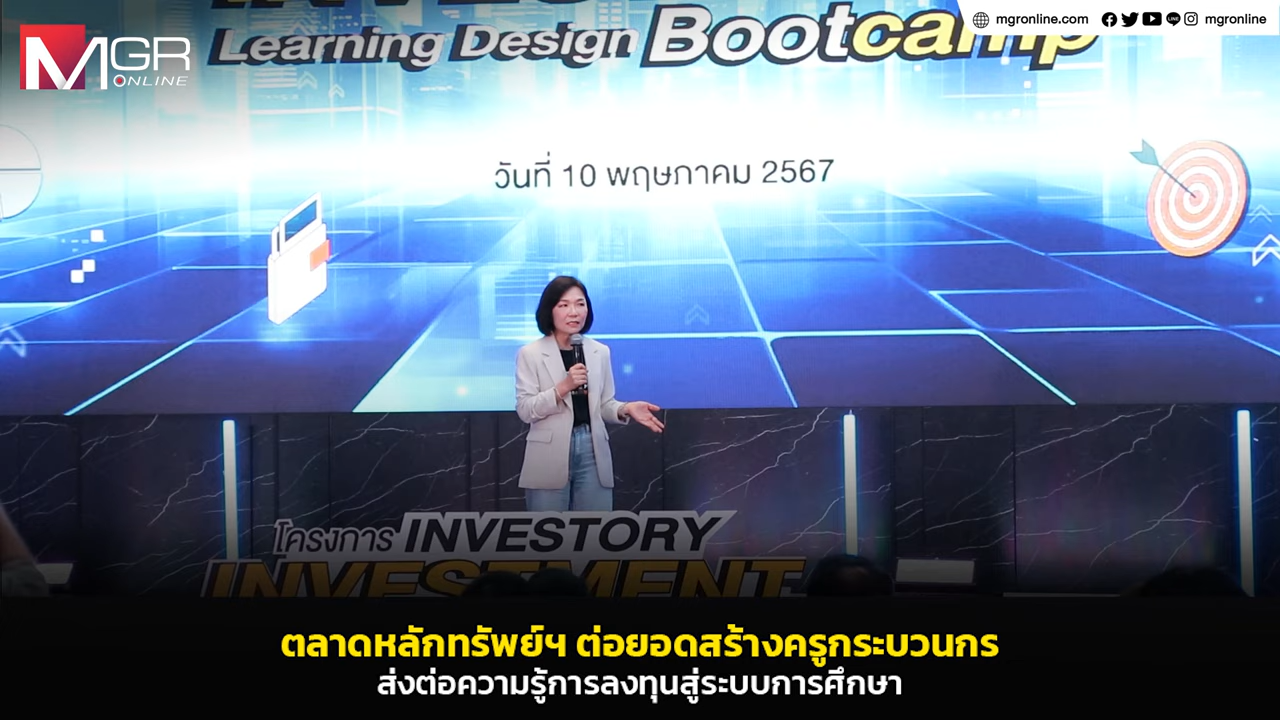 mgronline.com mgronline
MGR
ONLINE
Learning Design Bootcamp
วันที่ 10 พฤษภาคม 2567
โครงการ INVESTORY
INVESTMENT
ตลาดหลักทรัพย์ฯ ต่อยอดสร้างครูกระบวนกร
ส่งต่อความรู้การลงทุนสู่ระบบการศึกษา